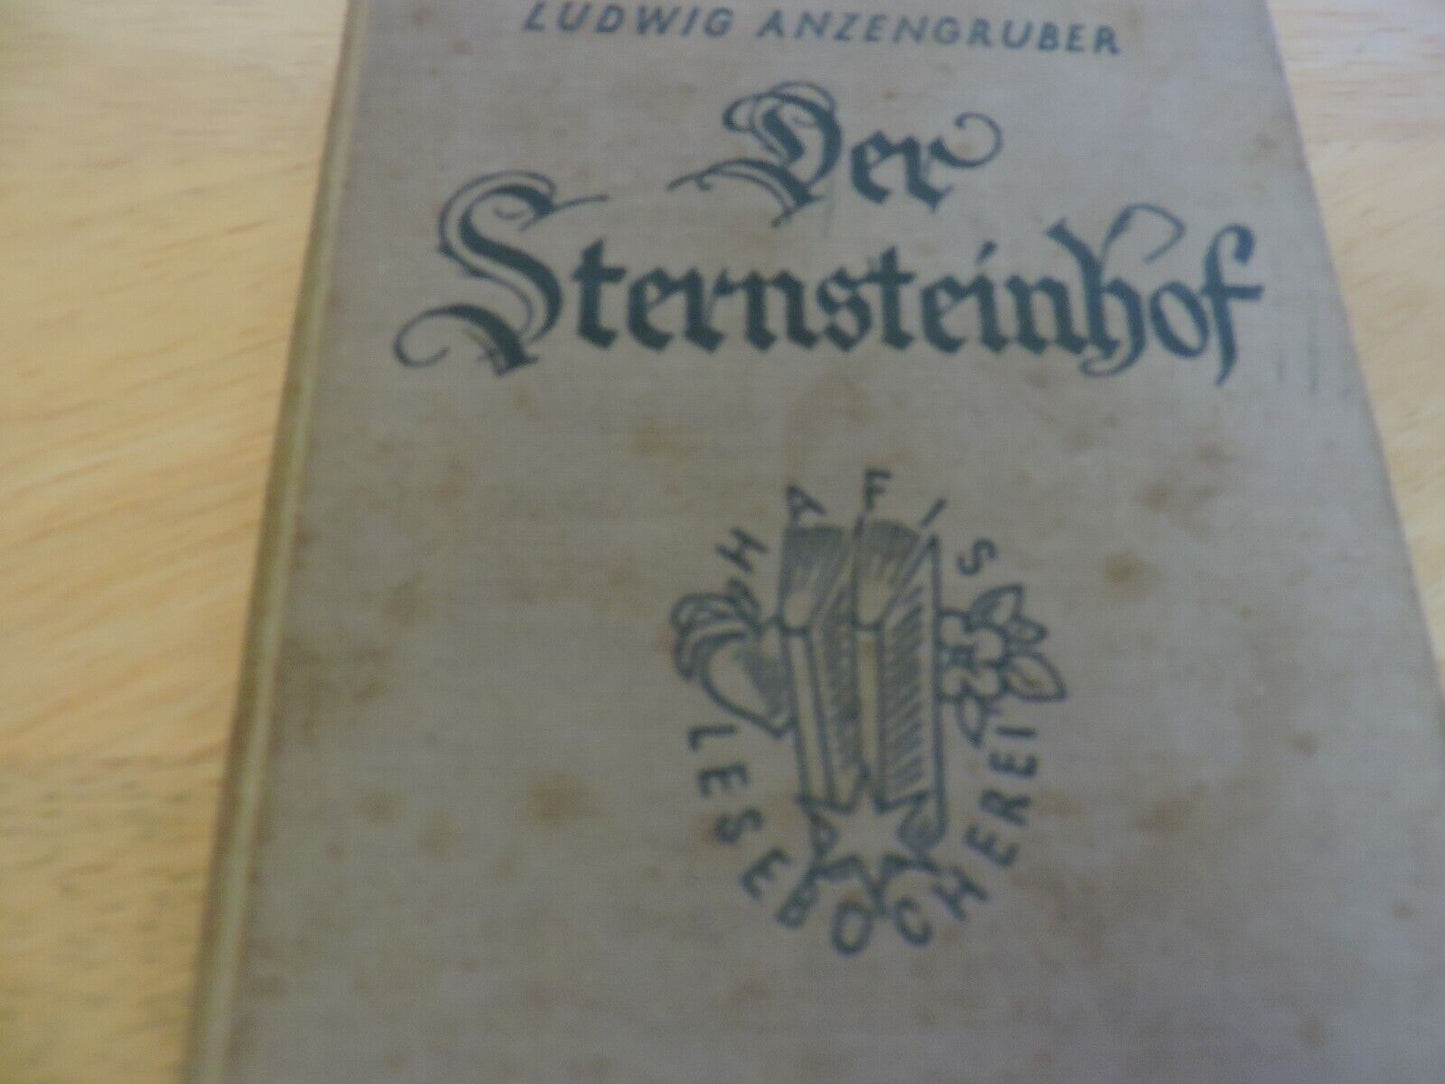 LUDWIG ANZENGRUBER
Der
Sternsteinhof
HAFIS
LESEBÜCHEREI